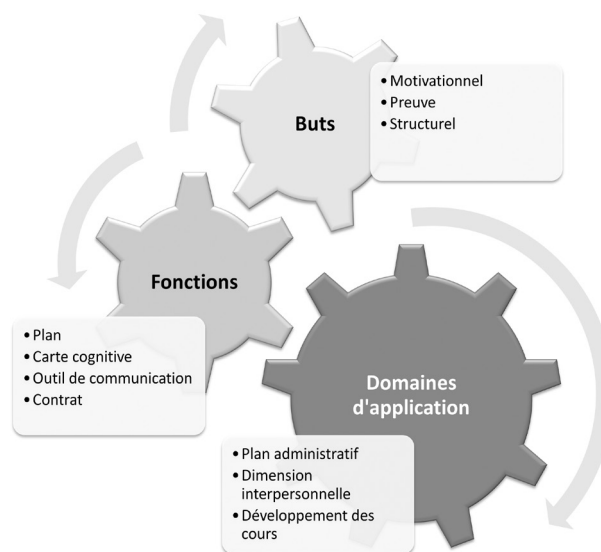 Buts
• Motivationnel
• Preuve
• Structurel
Fonctions
• Plan
• Carte cognitive
• Outil de communication
• Contrat
Domaines
d'application
• Plan administratif
• Dimension
interpersonnelle
• Développement des
cours